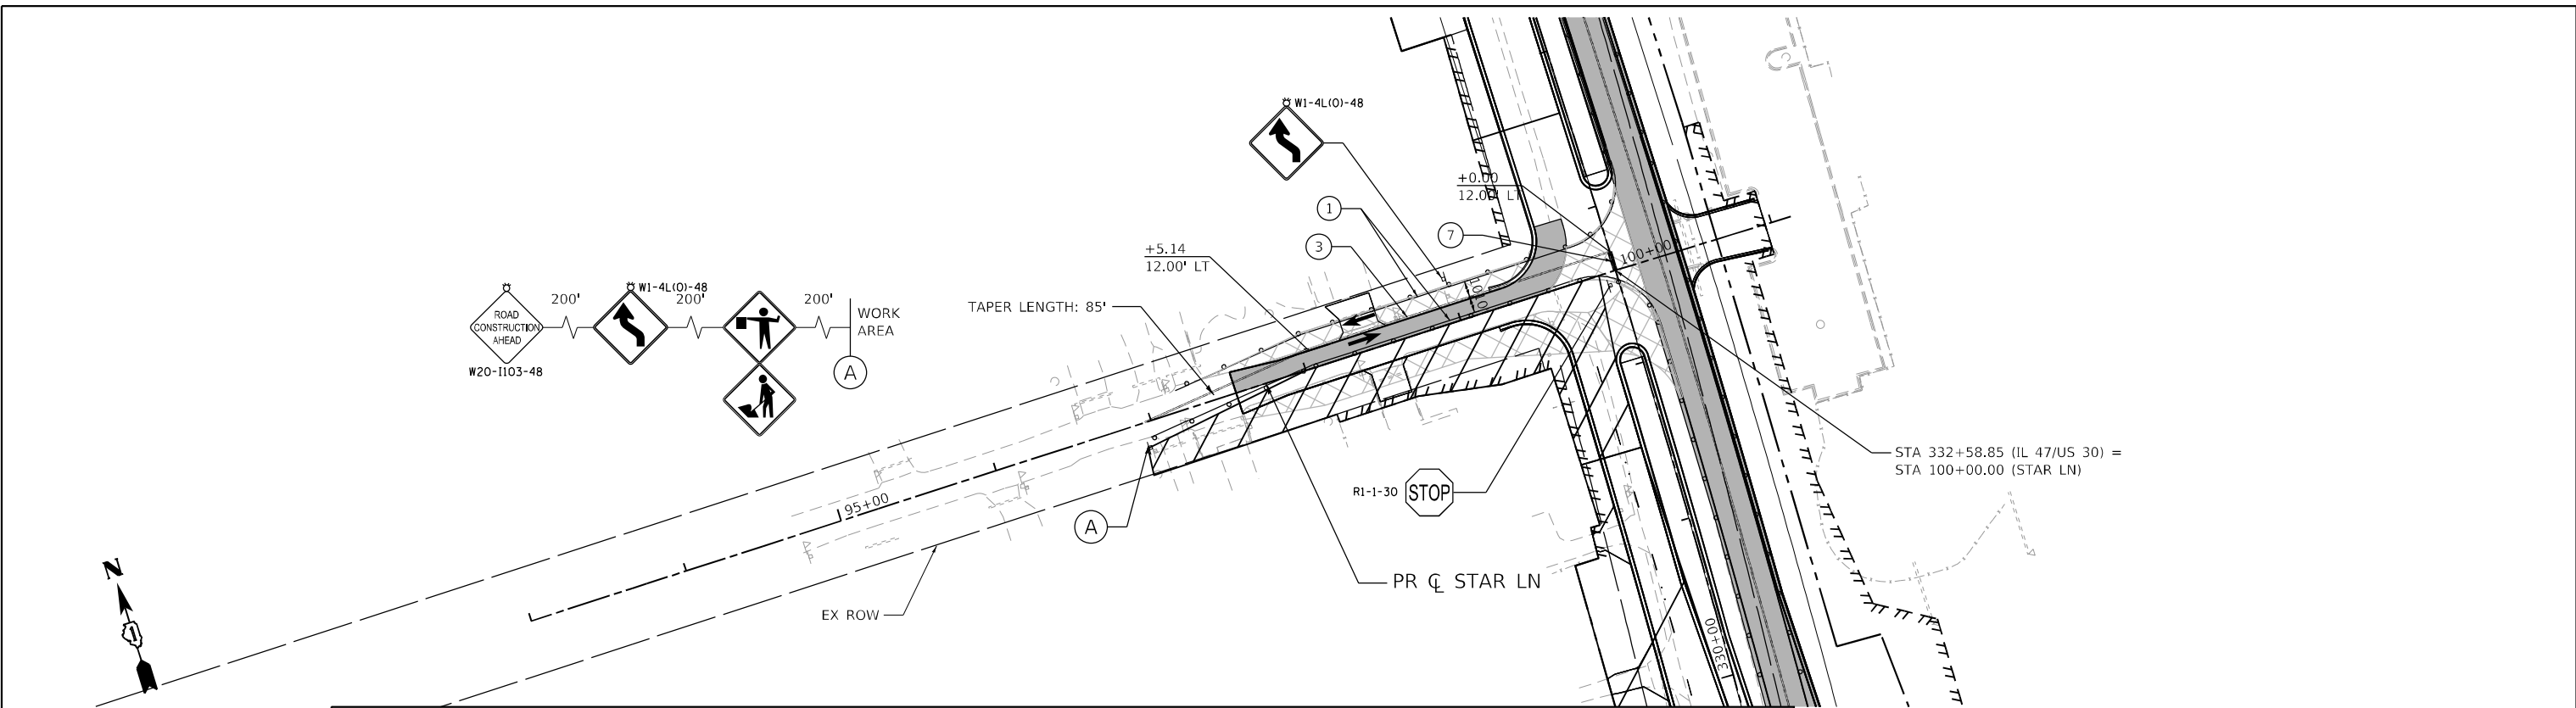 W1-4L(O)-48
+0.00
12.00' LT
1
3
7
100+00
+5.14
12.00' LT
10.0
TAPER LENGTH: 85'
W1-4L(O)-48
200'
200'
200'
ROAD
CONSTRUCTION
AHEAD
WORK
AREA
W20-I103-48
A
STA 332+58.85 (IL 47/US 30) =
STA 100+00.00 (STAR LN)
R1-1-30
STOP
95+00
A
PR ℄ STAR LN
EX ROW
N
330+00